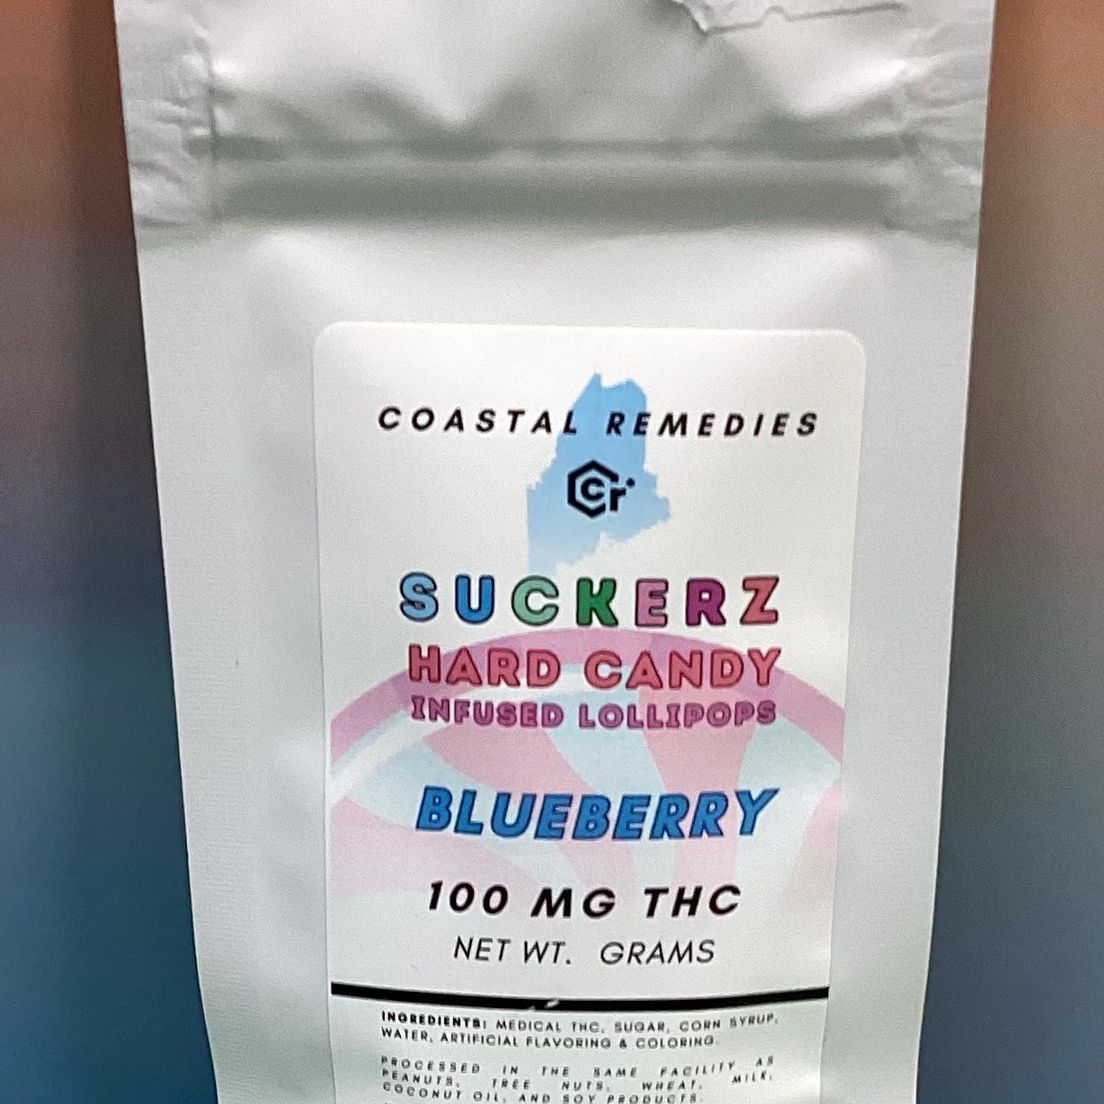 COASTAL REMEDIES
Cr
SUCKERZ
HARD CANDY
INFUSED LOLLIPOPS
BLUEBERRY
100 MG THC
NET WT. GRAMS
INGREDIENTS: MEDICAL THC, SUGAR, CORN SYRUP,
WATER, ARTIFICIAL FLAVORING & COLORING.
PROCESSED IN THE SAME FACILITY AS
PEANUTS, TREE NUTS, WHEAT, MILK,
COCONUT OIL, AND SOY PRODUCTS.